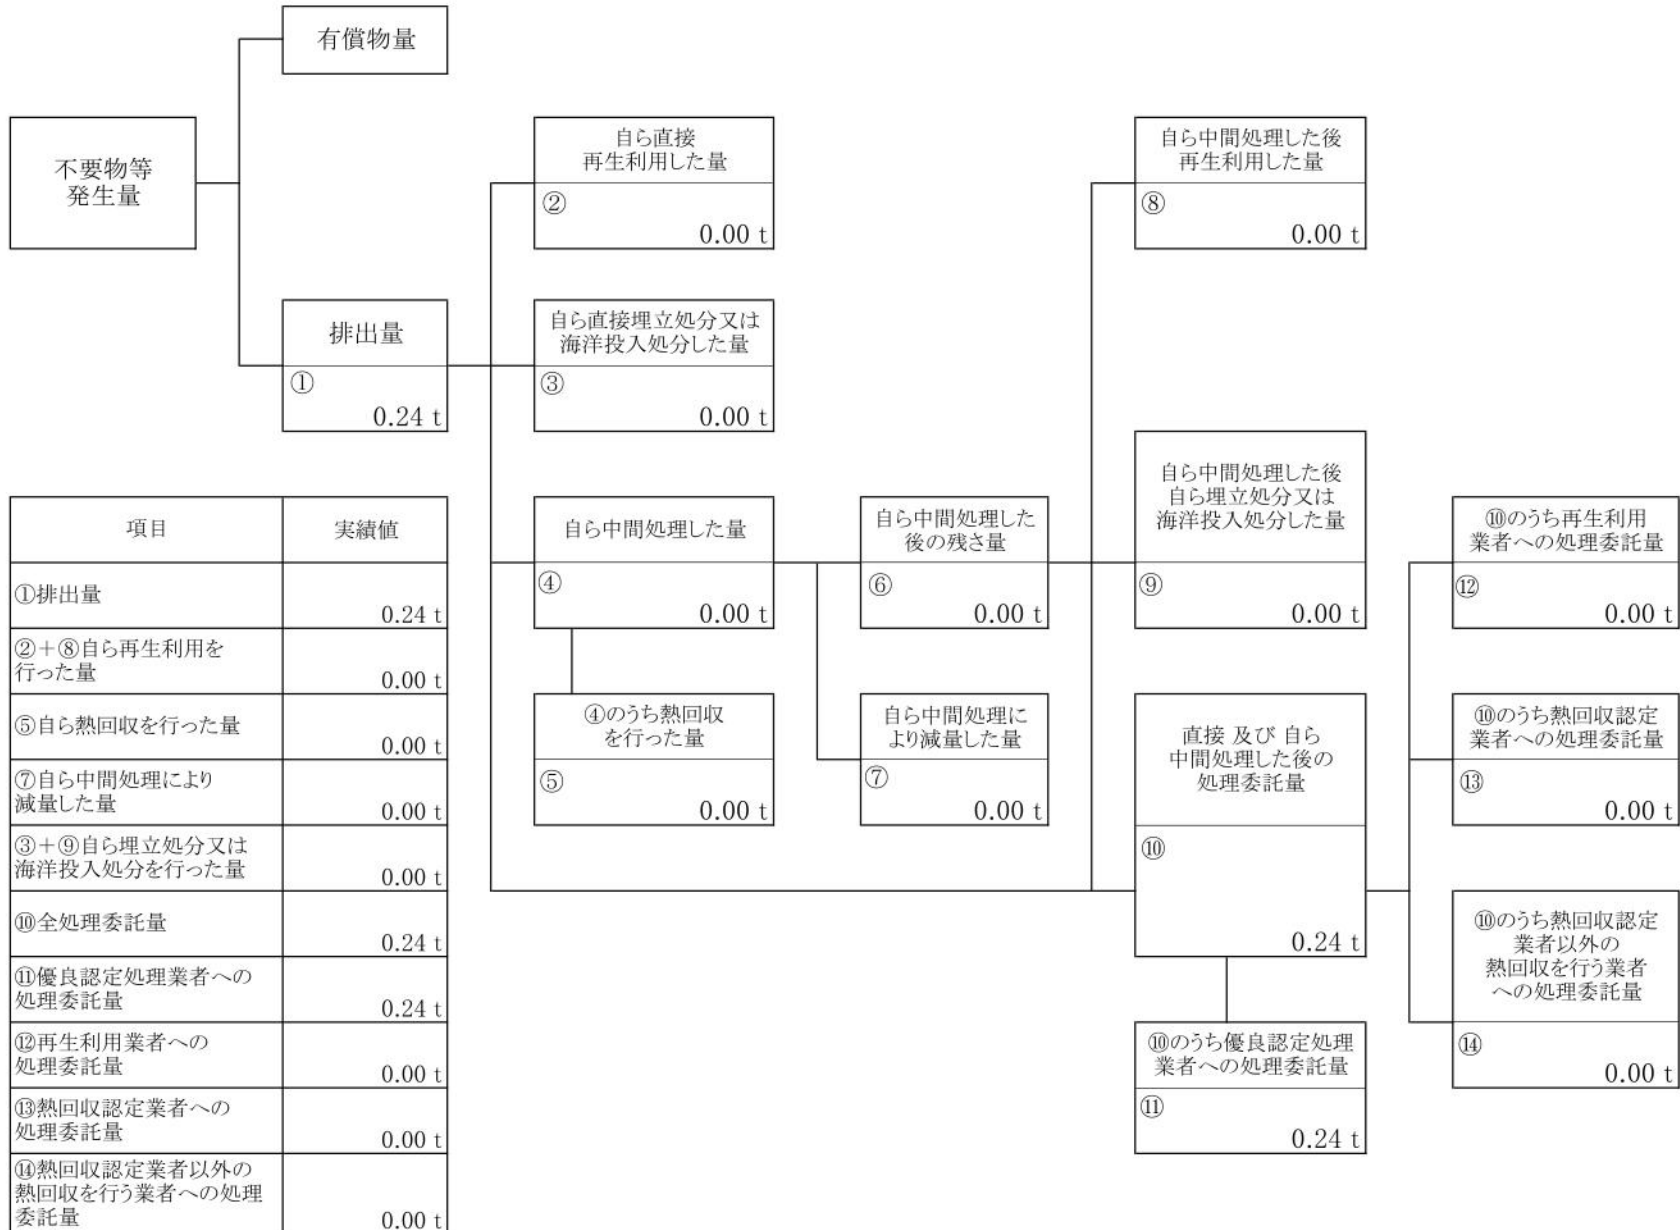 有償物量
不要物等
発生量
排出量
①
0.24 t
自ら直接
再生利用した量
②
0.00 t
自ら直接埋立処分又は
海洋投入処分した量
③
0.00 t
自ら中間処理した量
④
0.00 t
④のうち熱回収
を行った量
⑤
0.00 t
自ら中間処理した
後の残さ量
⑥
0.00 t
自ら中間処理に
より減量した量
⑦
0.00 t
自ら中間処理した後
再生利用した量
⑧
0.00 t
自ら中間処理した後
自ら埋立処分又は
海洋投入処分した量
⑨
0.00 t
直接 及び 自ら
中間処理した後の
処理委託量
⑩
0.24 t
⑩のうち優良認定処理
業者への処理委託量
⑪
0.24 t
⑩のうち再生利用
業者への処理委託量
⑫
0.00 t
⑩のうち熱回収認定
業者への処理委託量
⑬
0.00 t
⑩のうち熱回収認定
業者以外の
熱回収を行う業者
への処理委託量
⑭
0.00 t
項目 実績値
①排出量
0.24 t
②＋⑧自ら再生利用を
行った量
0.00 t
⑤自ら熱回収を行った量
0.00 t
⑦自ら中間処理により
減量した量
0.00 t
③＋⑨自ら埋立処分又は
海洋投入処分を行った量
0.00 t
⑩全処理委託量
0.24 t
⑪優良認定処理業者への
処理委託量
0.24 t
⑫再生利用業者への
処理委託量
0.00 t
⑬熱回収認定業者への
処理委託量
0.00 t
⑭熱回収認定業者以外の
熱回収を行う業者への処理
委託量
0.00 t